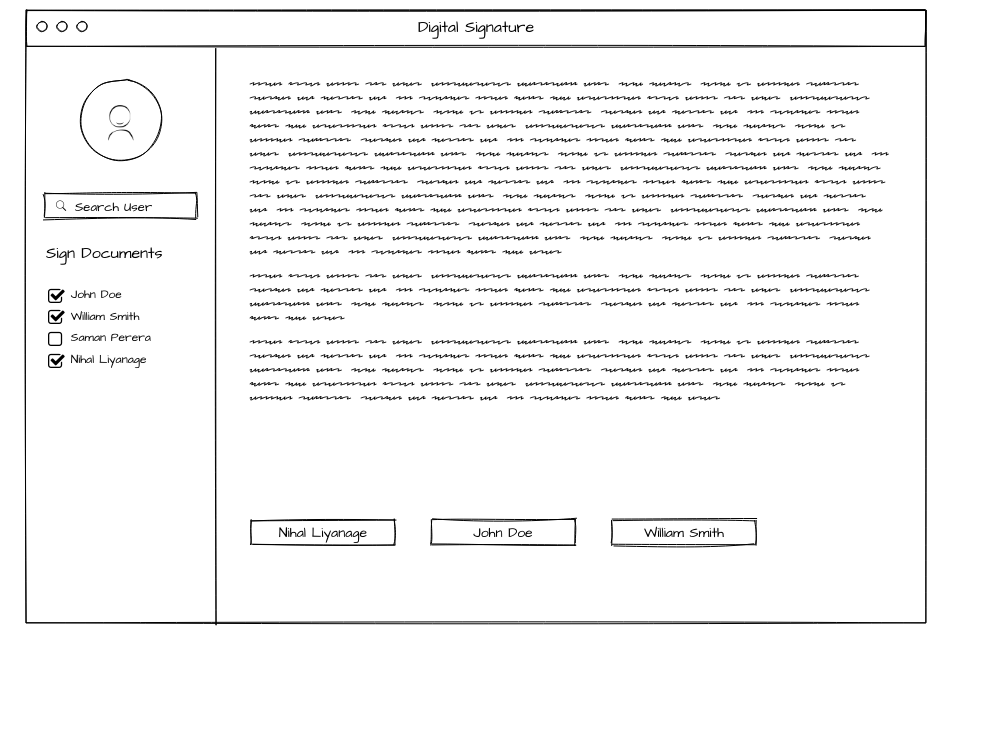 Digital Signature
Search User
Sign Documents
John Doe
William Smith
Saman Perera
Nihal Liyanage
Nihal Liyanage
John Doe
William Smith